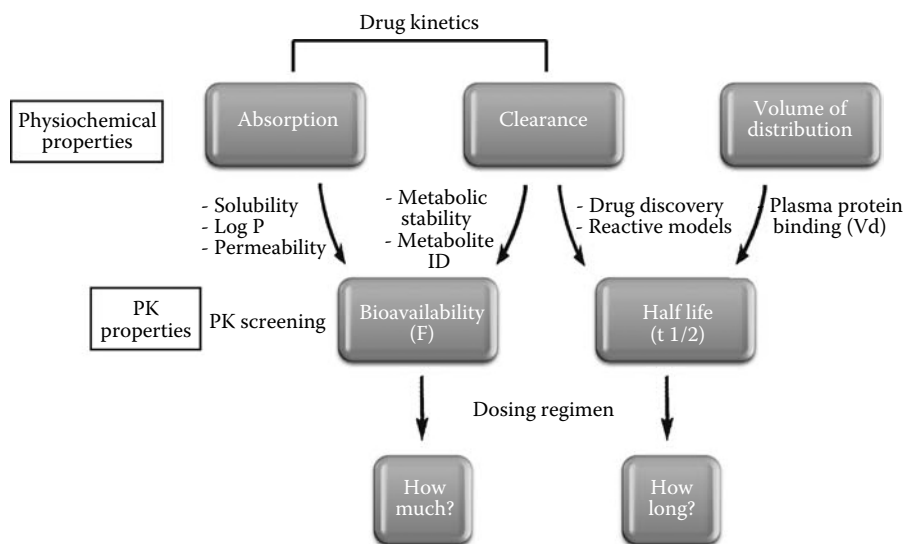 Drug kinetics
Physiochemical
properties
Absorption
Clearance
Volume of
distribution
- Solubility
- Log P
- Permeability
- Metabolic
stability
- Metabolite
ID
- Drug discovery
- Reactive models
- Plasma protein
binding (Vd)
PK
properties
PK screening
Bioavailability
(F)
Half life
(t 1/2)
Dosing regimen
How
much?
How
long?